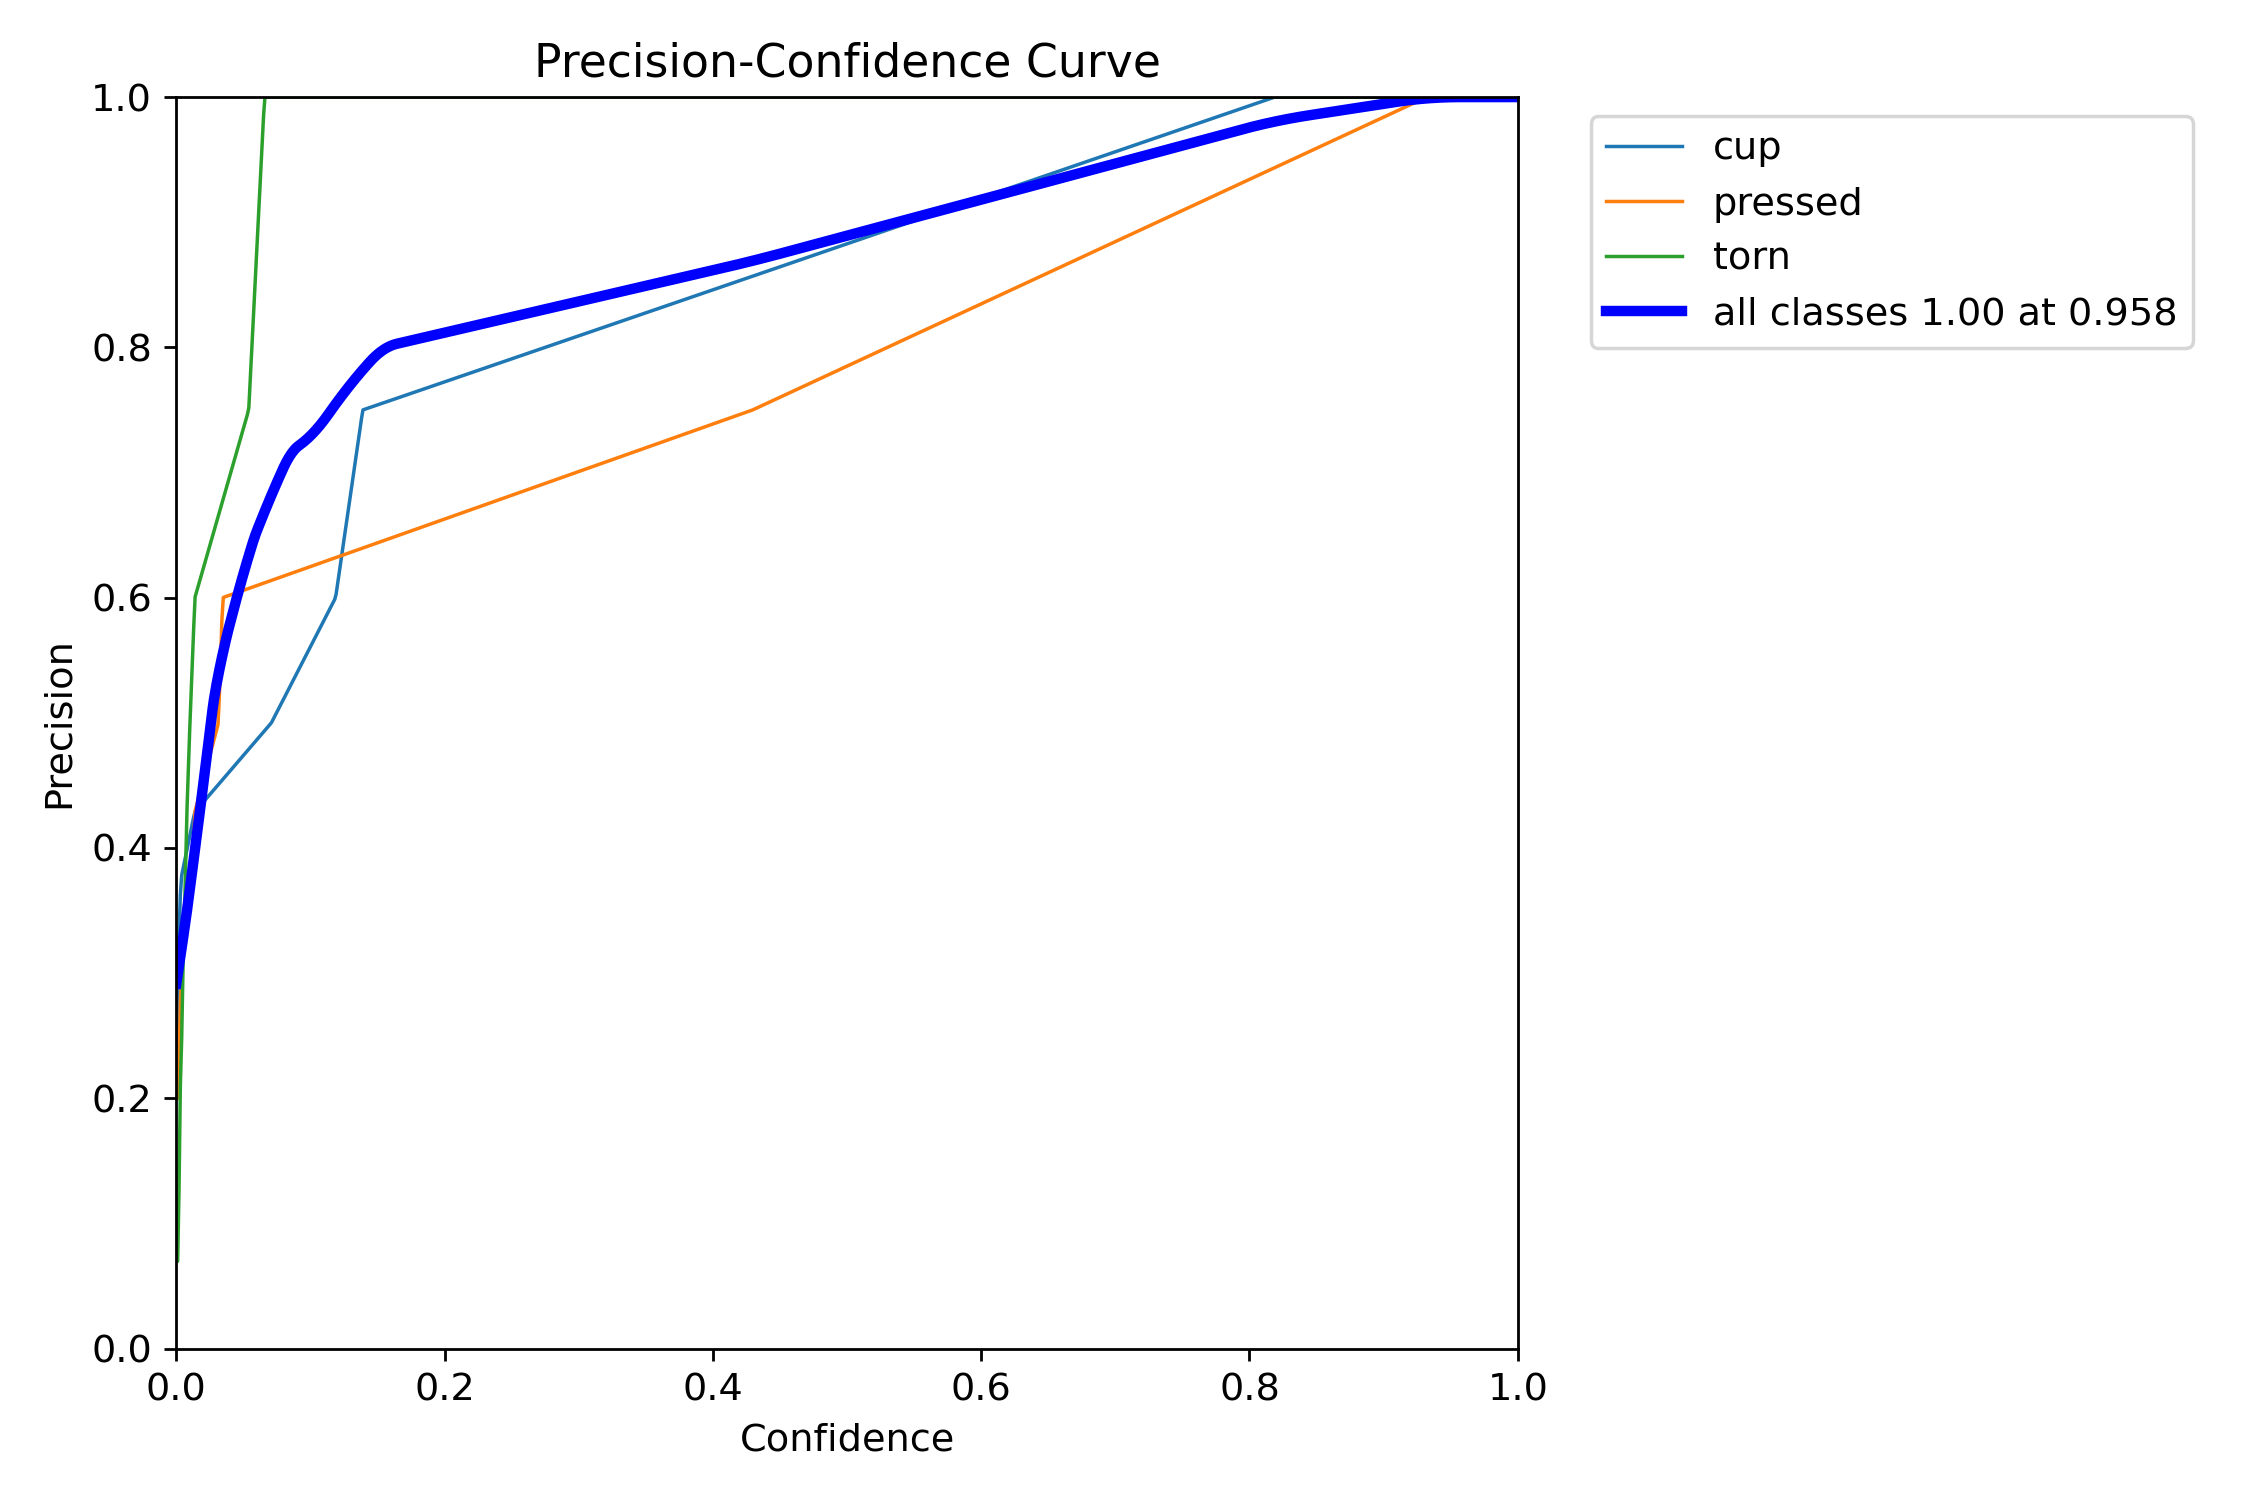 Precision-Confidence Curve
1.0
0.8
0.6
0.4
0.2
0.0
Precision
0.0 0.2 0.4 0.6 0.8 1.0
Confidence
cup
pressed
torn
all classes 1.00 at 0.958